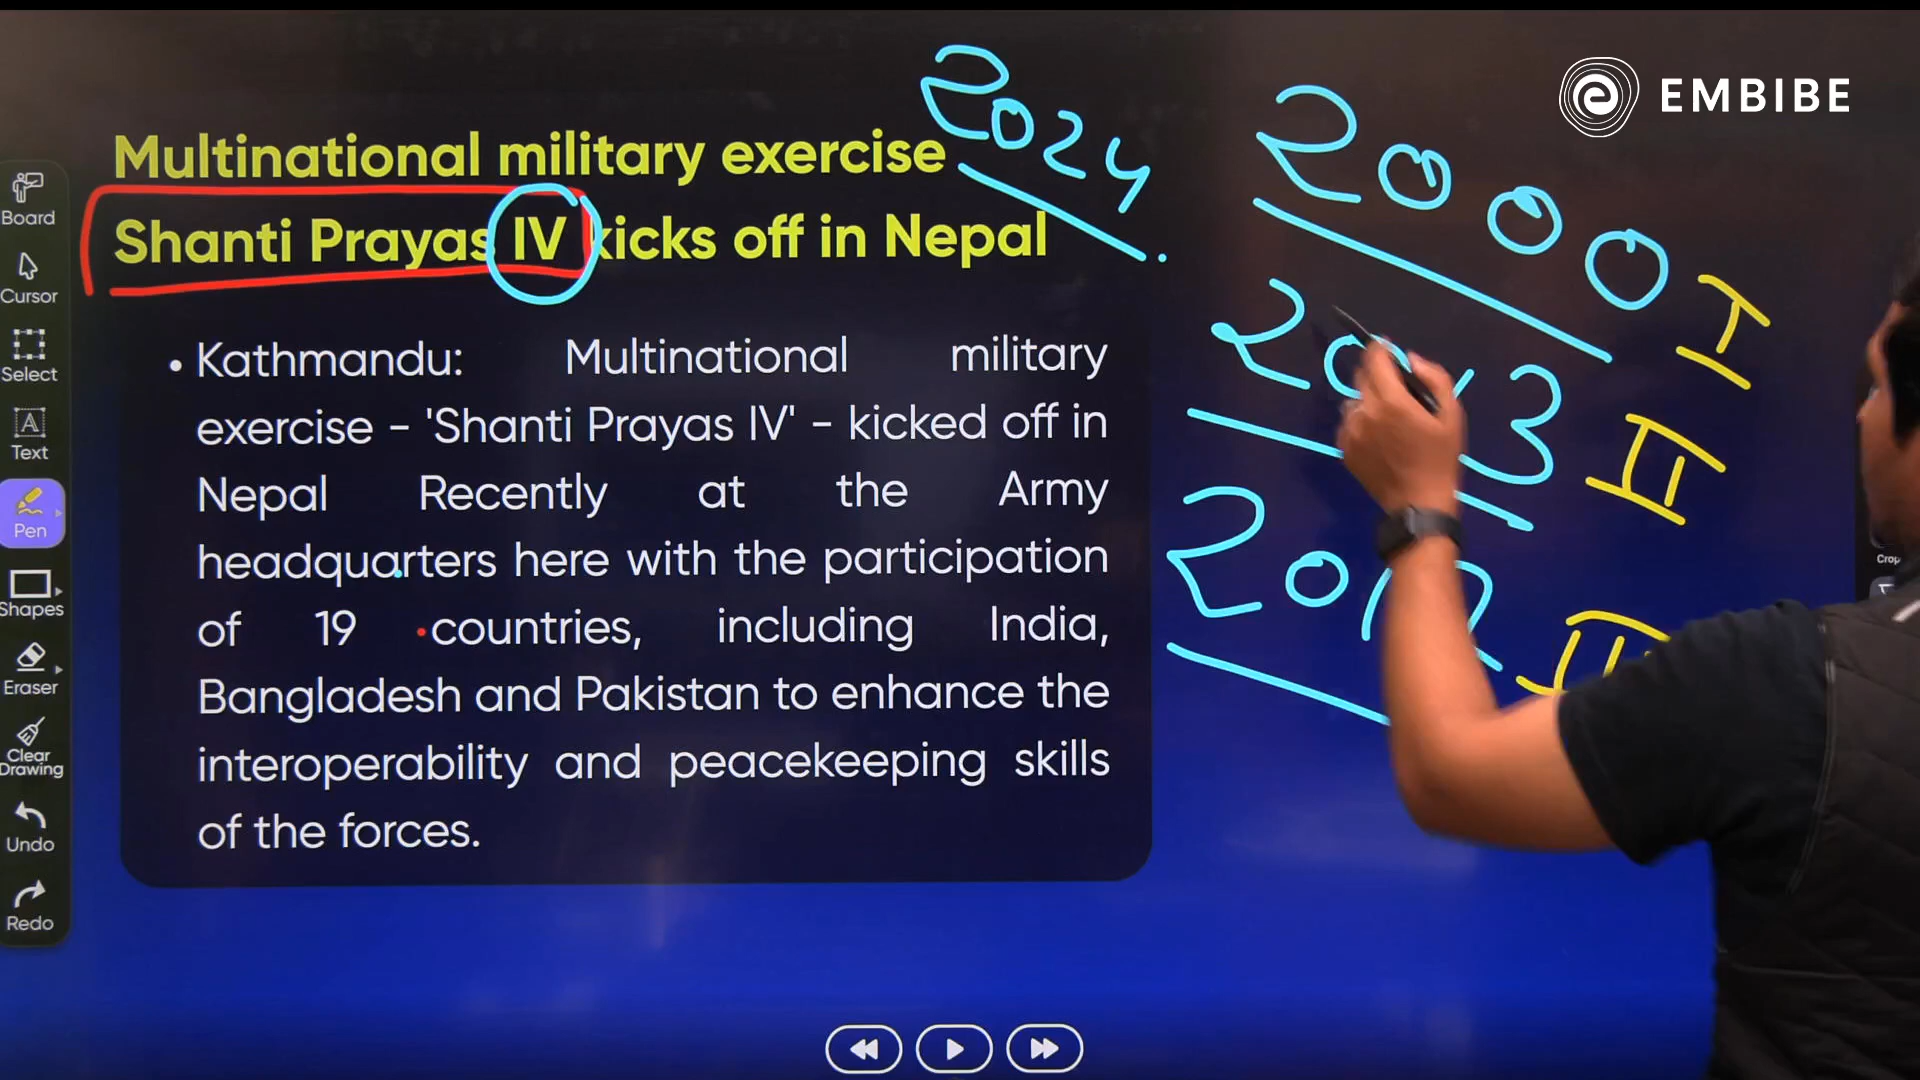 EMBIBE
Multinational military exercise
Shanti Prayas IV kicks off in Nepal
2024
• Kathmandu: Multinational military
exercise – 'Shanti Prayas IV' – kicked off in
Nepal Recently at the Army
headquarters here with the participation
of 19 countries, including India,
Bangladesh and Pakistan to enhance the
interoperability and peacekeeping skills
of the forces.
2000 I
II
Board
Cursor
Select
Text
Pen
Shapes
Eraser
Clear
Drawing
Undo
Redo